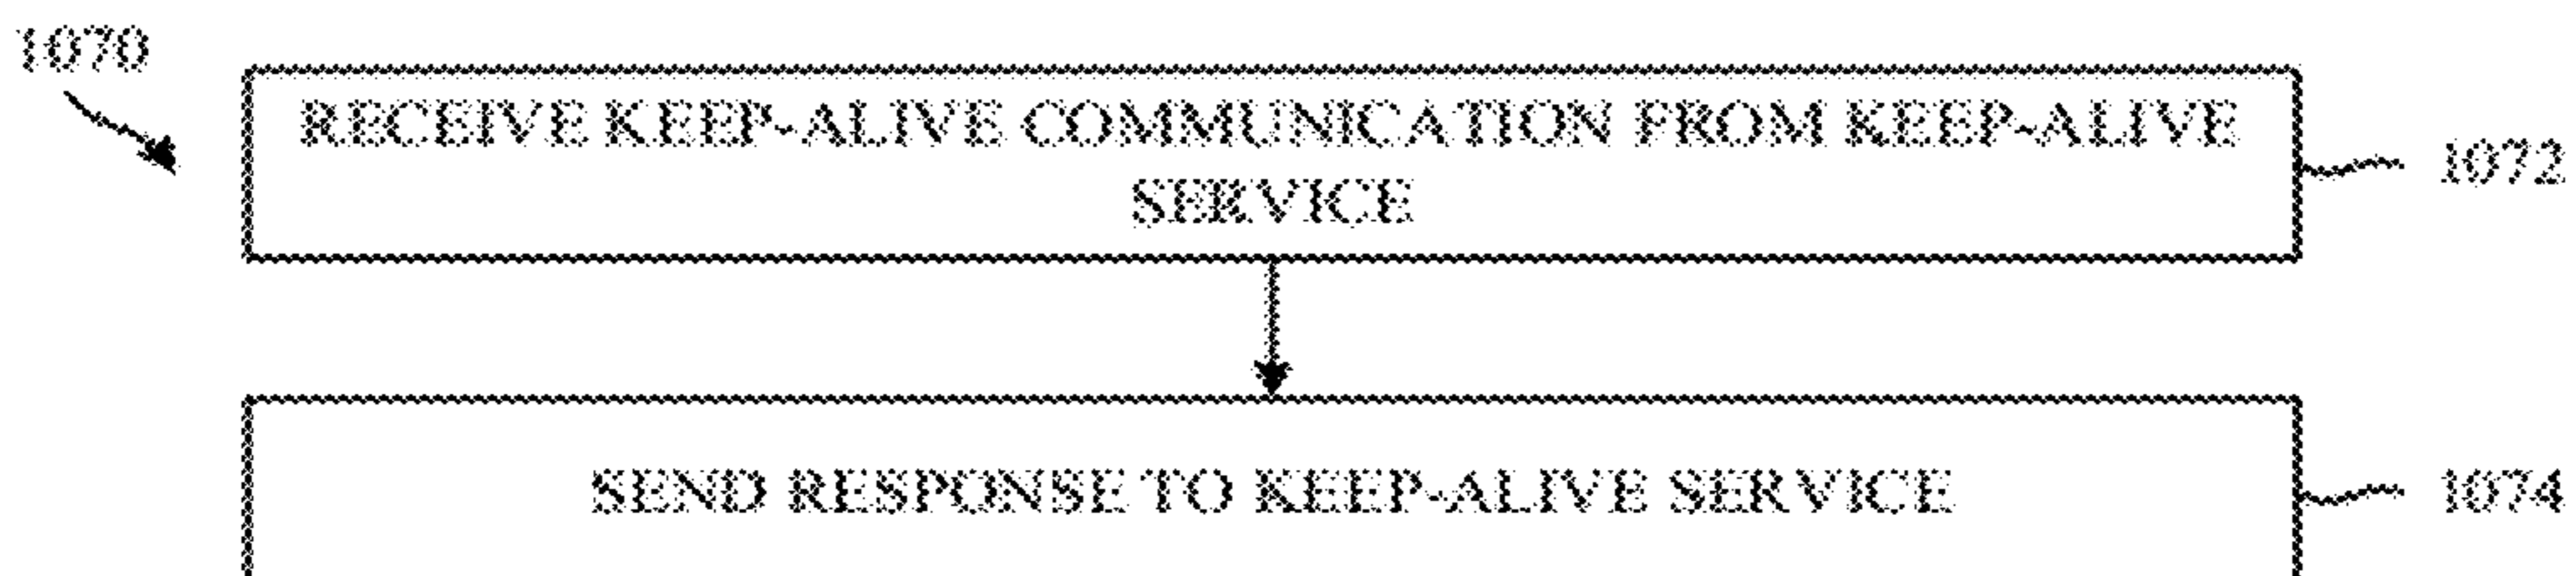 1070
RECEIVE KEEP-ALIVE COMMUNICATION FROM KEEP-ALIVE
SERVICE
1072
SEND RESPONSE TO KEEP-ALIVE SERVICE
1074